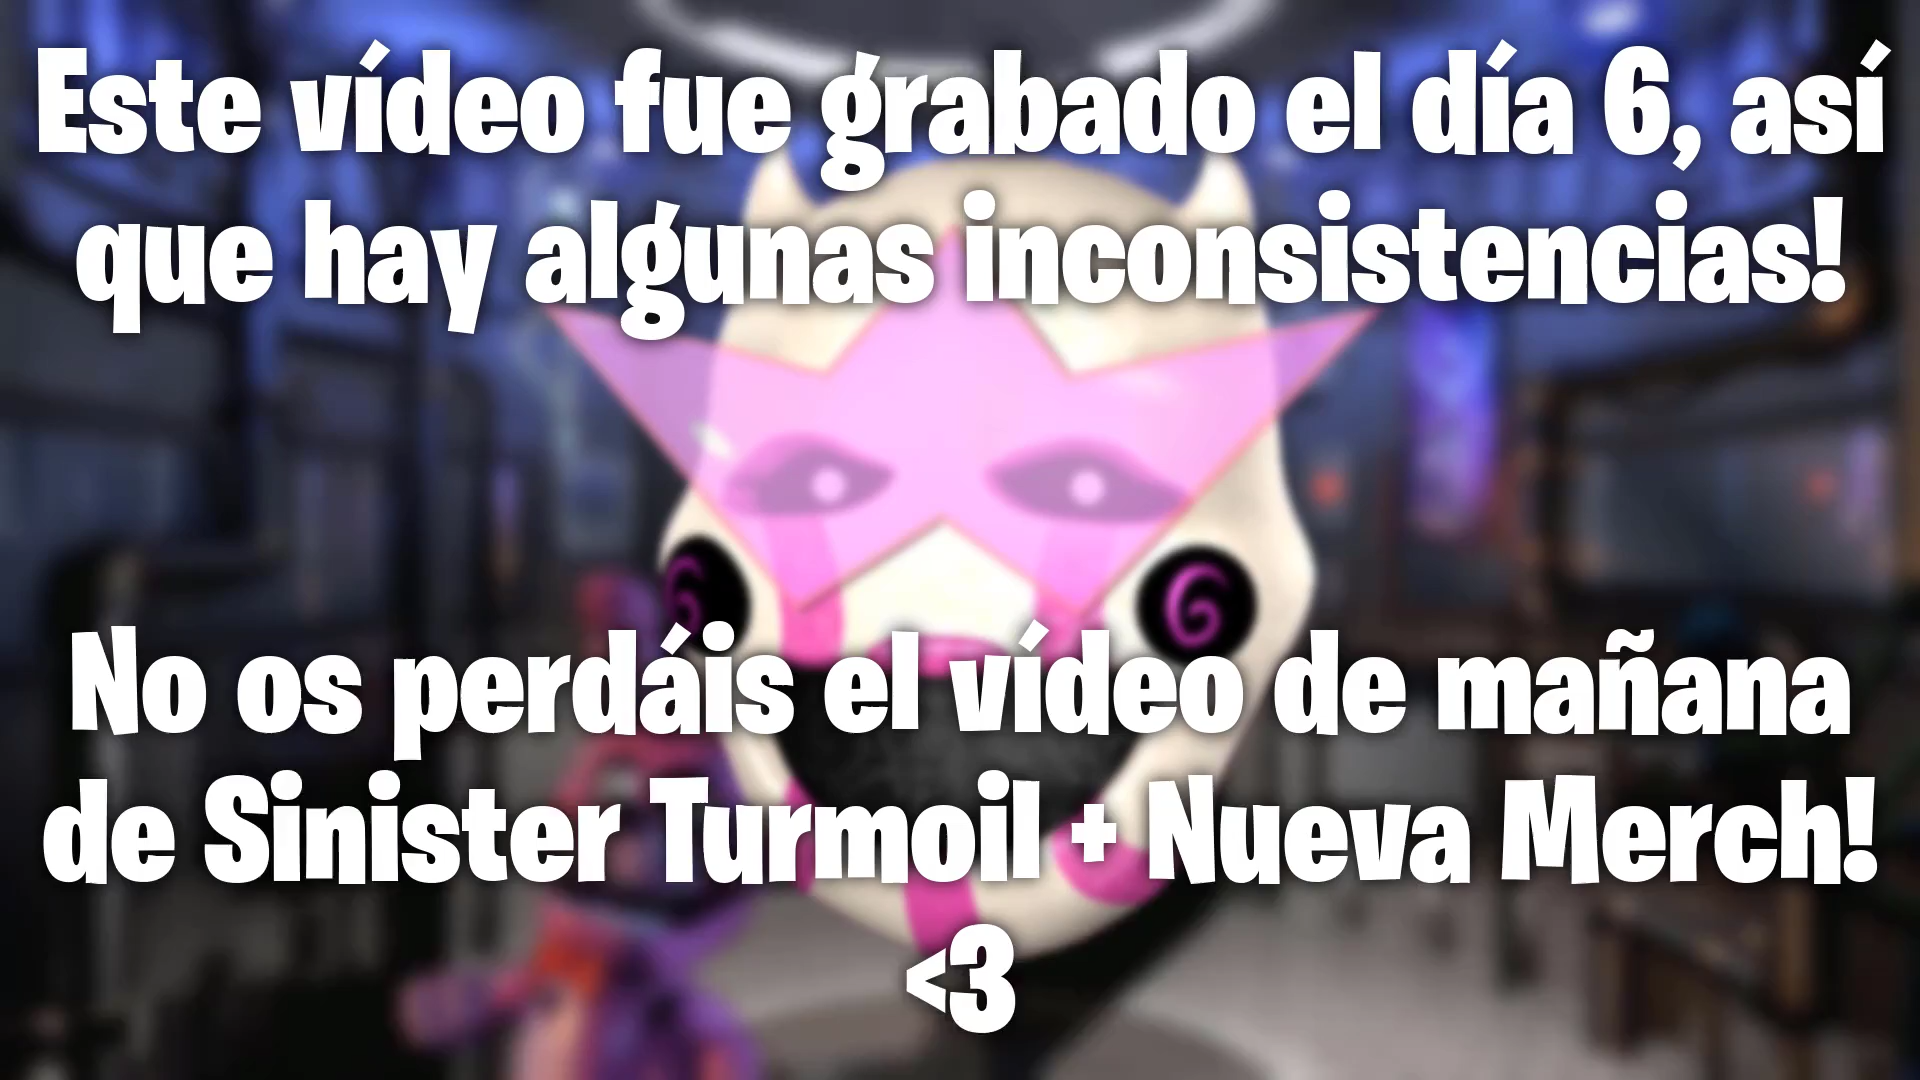 Este vídeo fue grabado el día 6, así
que hay algunas inconsistencias!
No os perdáis el vídeo de mañana
de Sinister Turmoil + Nueva Merch!
<3